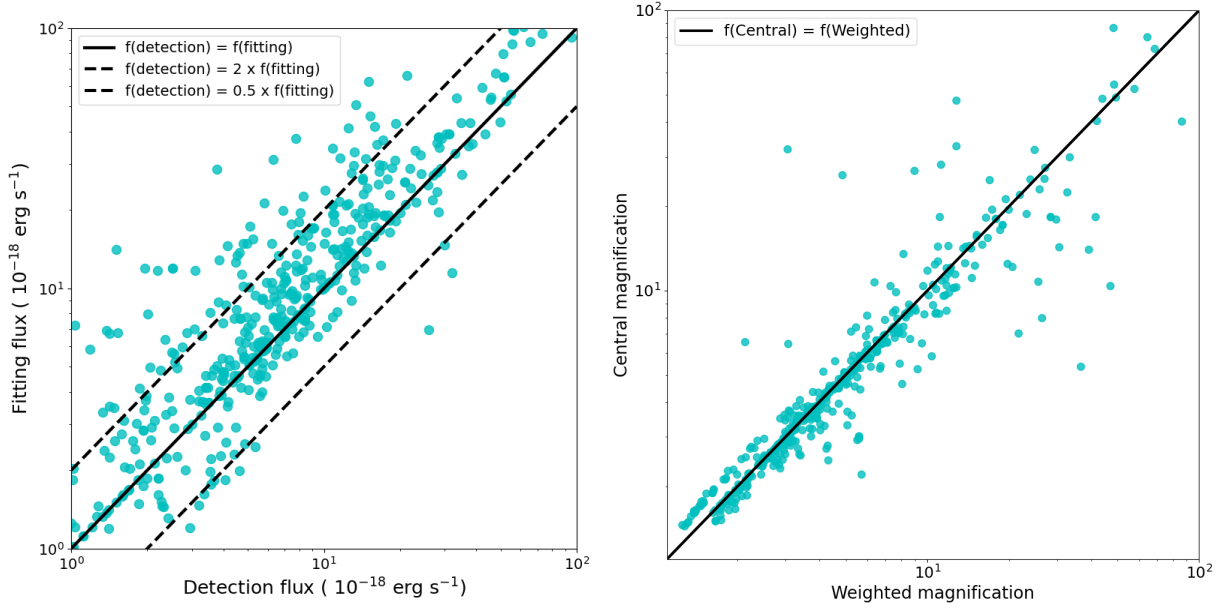 f(detection) = f(fitting)
f(detection) = 2 x f(fitting)
f(detection) = 0.5 x f(fitting)
10²
10¹
10⁰
Fitting flux ( 10⁻¹⁸ erg s⁻¹)
10⁰
10¹
10²
Detection flux ( 10⁻¹⁸ erg s⁻¹)
f(Central) = f(Weighted)
10²
10¹
Central magnification
10¹
10²
Weighted magnification